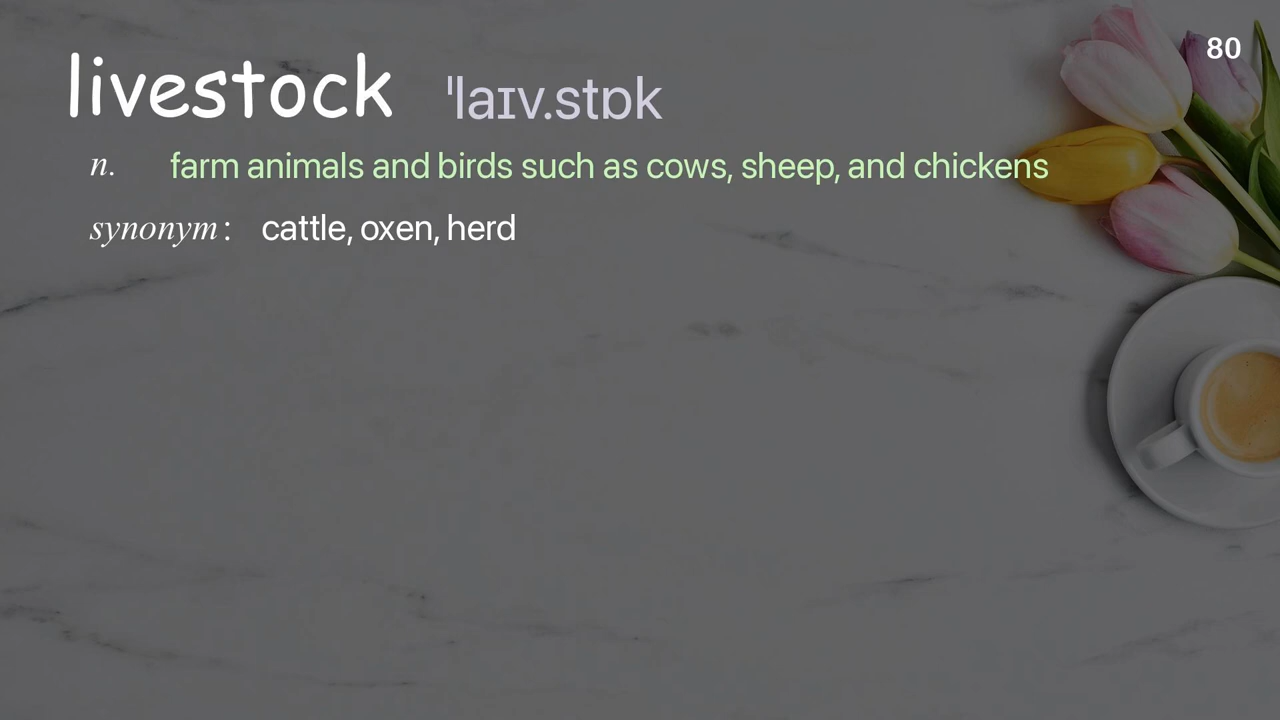 80
livestock ˈlaɪv.stɒk
n. farm animals and birds such as cows, sheep, and chickens
synonym: cattle, oxen, herd